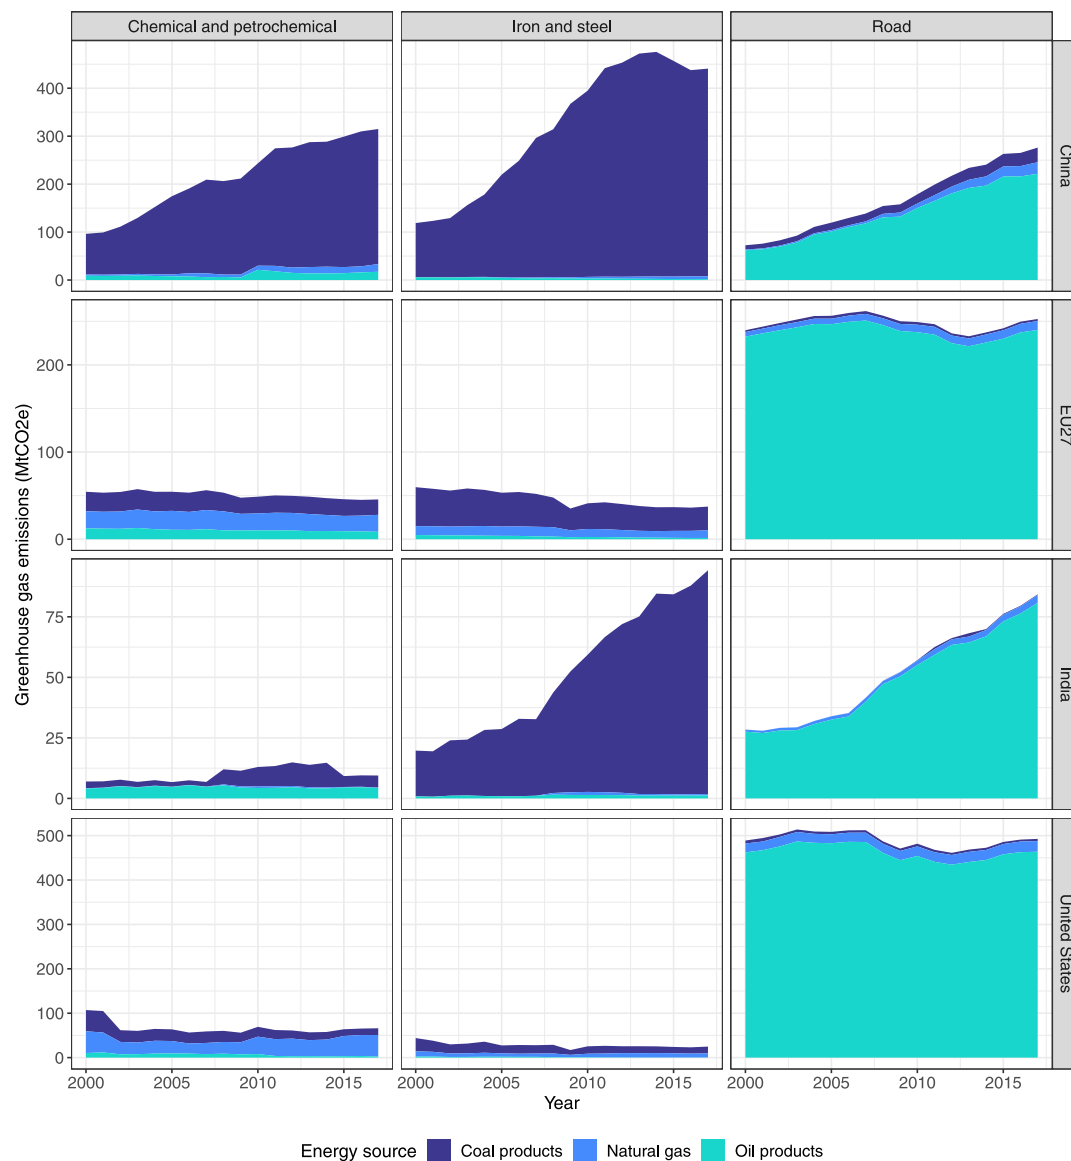 Chemical and petrochemical
Iron and steel
Road
400
300
200
100
0
China
200
100
0
EU27
75
50
25
0
India
500
400
300
200
100
0
United States
Greenhouse gas emissions (MtCO2e)
2000 2005 2010 2015
2000 2005 2010 2015
2000 2005 2010 2015
Year
Energy source Coal products Natural gas Oil products